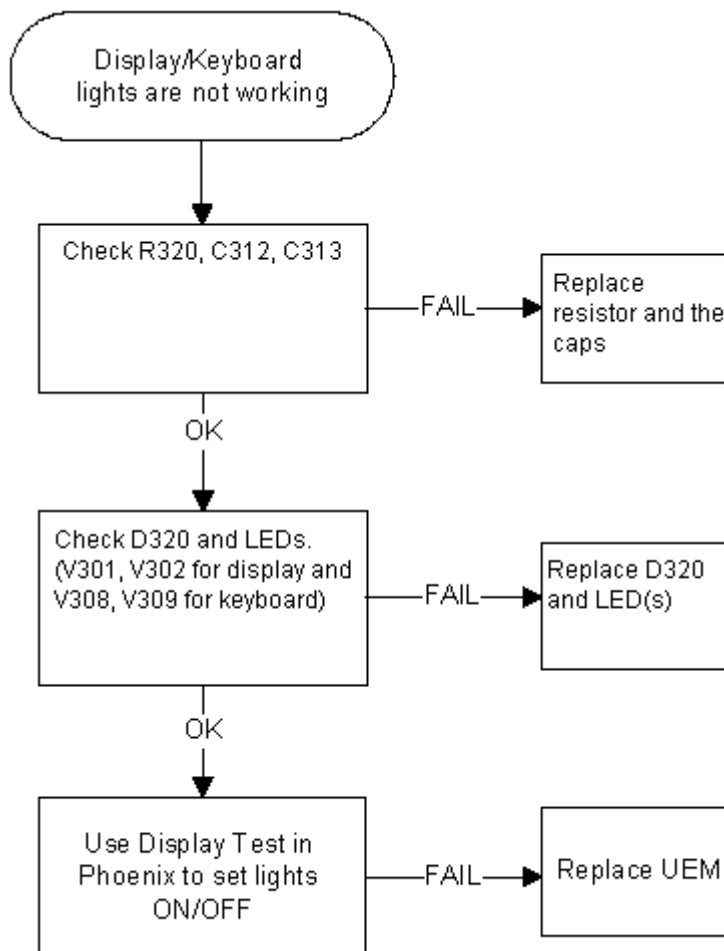 Display/Keyboard
lights are not working
Check R320, C312, C313
FAIL
Replace
resistor and the
caps
OK
Check D320 and LEDs.
(V301, V302 for display and
V308, V309 for keyboard)
FAIL
Replace D320
and LED(s)
OK
Use Display Test in
Phoenix to set lights
ON/OFF
FAIL
Replace UEM